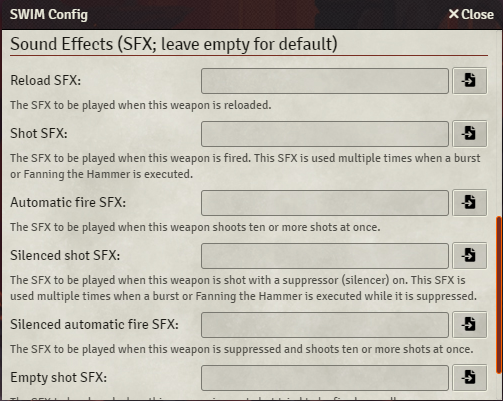 SWIM Config
Close
Sound Effects (SFX; leave empty for default)
Reload SFX:
The SFX to be played when this weapon is reloaded.
Shot SFX:
The SFX to be played when this weapon is fired. This SFX is used multiple times when a burst
or Fanning the Hammer is executed.
Automatic fire SFX:
The SFX to be played when this weapon shoots ten or more shots at once.
Silenced shot SFX:
The SFX to be played when this weapon is shot with a suppressor (silencer) on. This SFX is
used multiple times when a burst or Fanning the Hammer is executed while it is suppressed.
Silenced automatic fire SFX:
The SFX to be played when this weapon is suppressed and shoots ten or more shots at once.
Empty shot SFX: